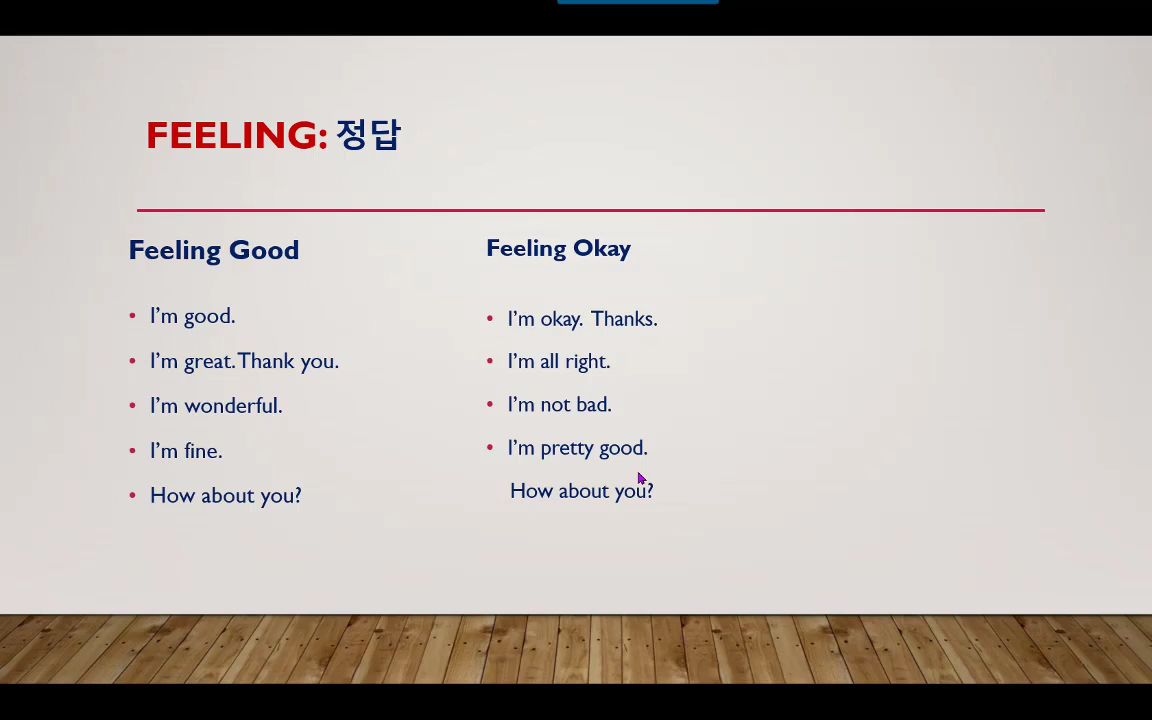 FEELING: 정답
Feeling Good
• I'm good.
• I'm great. Thank you.
• I'm wonderful.
• I'm fine.
• How about you?
Feeling Okay
• I'm okay. Thanks.
• I'm all right.
• I'm not bad.
• I'm pretty good.
How about you?